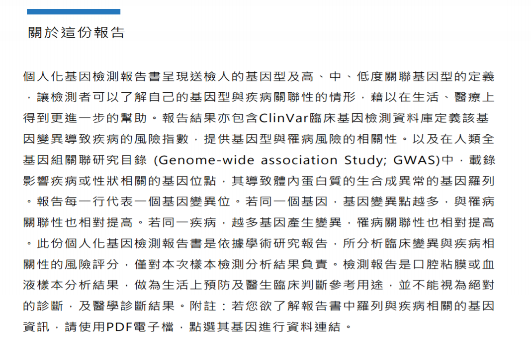 關於這份報告
個人化基因檢測報告書呈現送檢人的基因型及高、中、低度關聯基因型的定義
，讓檢測者可以了解自己的基因型與疾病關聯性的情形，藉以在生活、醫療上
得到更進一步的幫助。報告結果亦包含ClinVar臨床基因檢測資料庫定義該基
因變異導致疾病的風險指數，提供基因型與罹病風險的相關性。以及在人類全
基因組關聯研究目錄 (Genome-wide association Study; GWAS)中，載錄
影響疾病或性狀相關的基因位點，其導致體內蛋白質的生合成異常的基因羅列
。報告每一行代表一個基因變異位。若同一個基因，基因變異點越多，與罹病
關聯性也相對提高。若同一疾病，越多基因產生變異，罹病關聯性也相對提高
。此份個人化基因檢測報告書是依據學術研究報告，所分析臨床變異與疾病相
關性的風險評分，僅對本次樣本檢測分析結果負責。檢測報告是口腔粘膜或血
液樣本分析結果，做為生活上預防及醫生臨床判斷參考用途，並不能視為絕對
的診斷，及醫學診斷結果。附註：若您欲了解報告書中羅列與疾病相關的基因
資訊，請使用PDF電子檔，點選其基因進行資料連結。